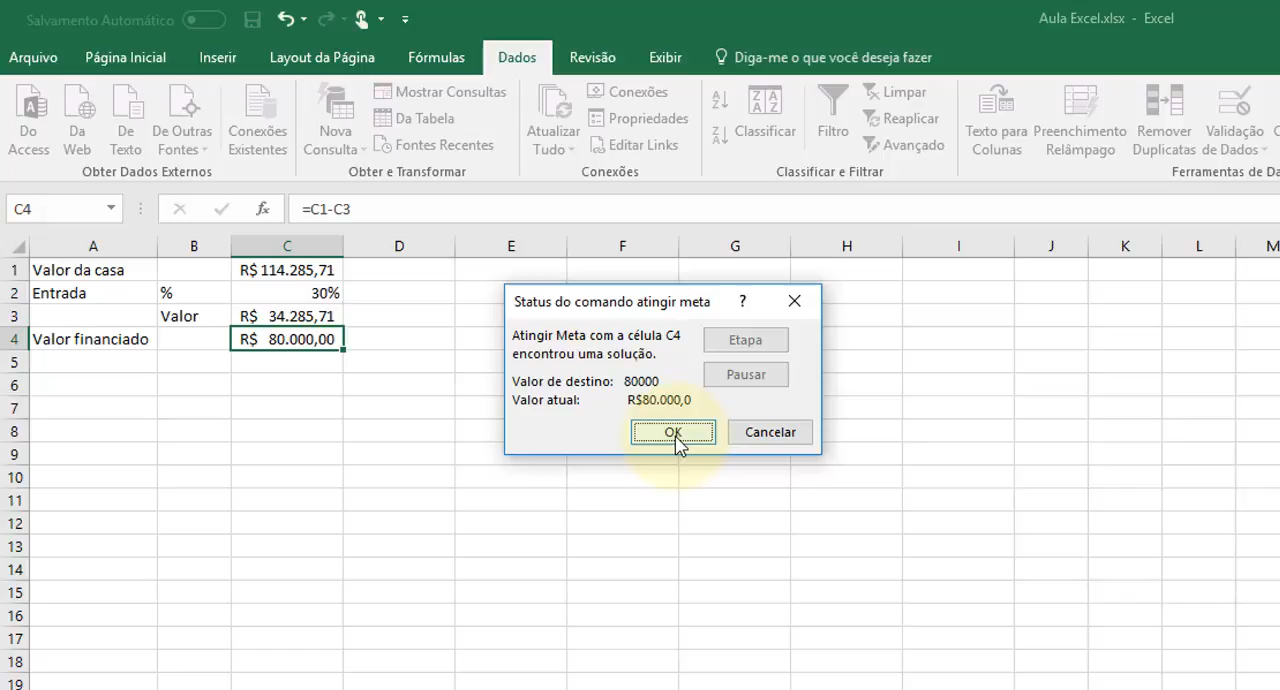 Salvamento Automático
Aula Excel.xlsx - Excel
Arquivo Página Inicial Inserir Layout da Página Fórmulas Dados Revisão Exibir Diga-me o que você deseja fazer
Do Access
Da Web
De Texto
De Outras Fontes
Conexões Existentes
Obter Dados Externos
Nova Consulta
Mostrar Consultas
Da Tabela
Fontes Recentes
Obter e Transformar
Atualizar Tudo
Conexões
Propriedades
Editar Links
Conexões
Classificar
Filtro
Limpar
Reaplicar
Avançado
Classificar e Filtrar
Texto para Colunas
Preenchimento Relâmpago
Remover Duplicatas
Validação de Dados
Ferramentas de Da
C4 fx =C1-C3
A B C D E F G H I J K L M
1 Valor da casa R$ 114.285,71
2 Entrada % 30%
3 Valor R$ 34.285,71
4 Valor financiado R$ 80.000,00
5
6
7
8
9
10
11
12
13
14
15
16
17
18
19
Status do comando atingir meta ?
Atingir Meta com a célula C4
encontrou uma solução.
Valor de destino: 80000
Valor atual: R$80.000,0
Etapa
Pausar
OK Cancelar